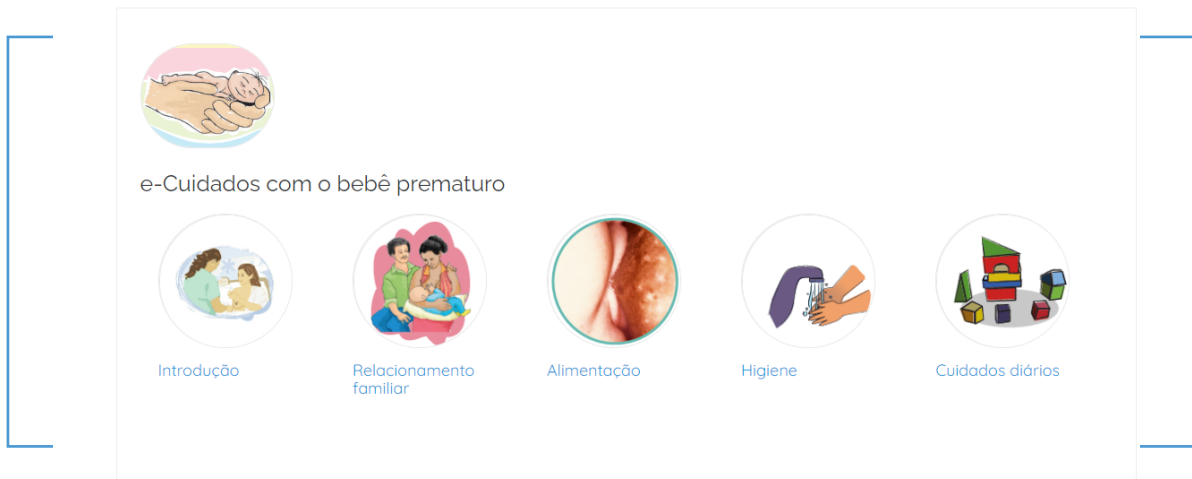 e-Cuidados com o bebê prematuro
Introdução
Relacionamento
familiar
Alimentação
Higiene
Cuidados diários